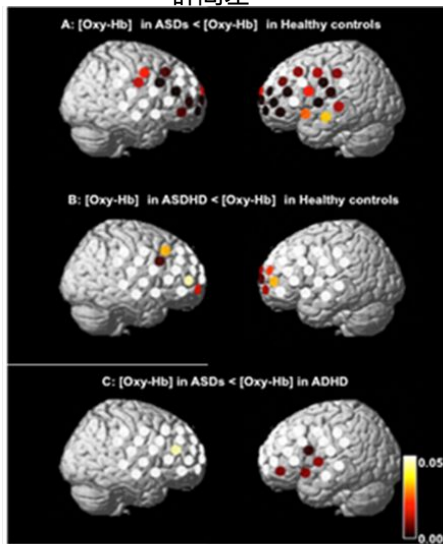 A: [Oxy-Hb] in ASDs < [Oxy-Hb] in Healthy controls
B: [Oxy-Hb] in ASDHD < [Oxy-Hb] in Healthy controls
C: [Oxy-Hb] in ASDs < [Oxy-Hb] in ADHD
0.05
0.00